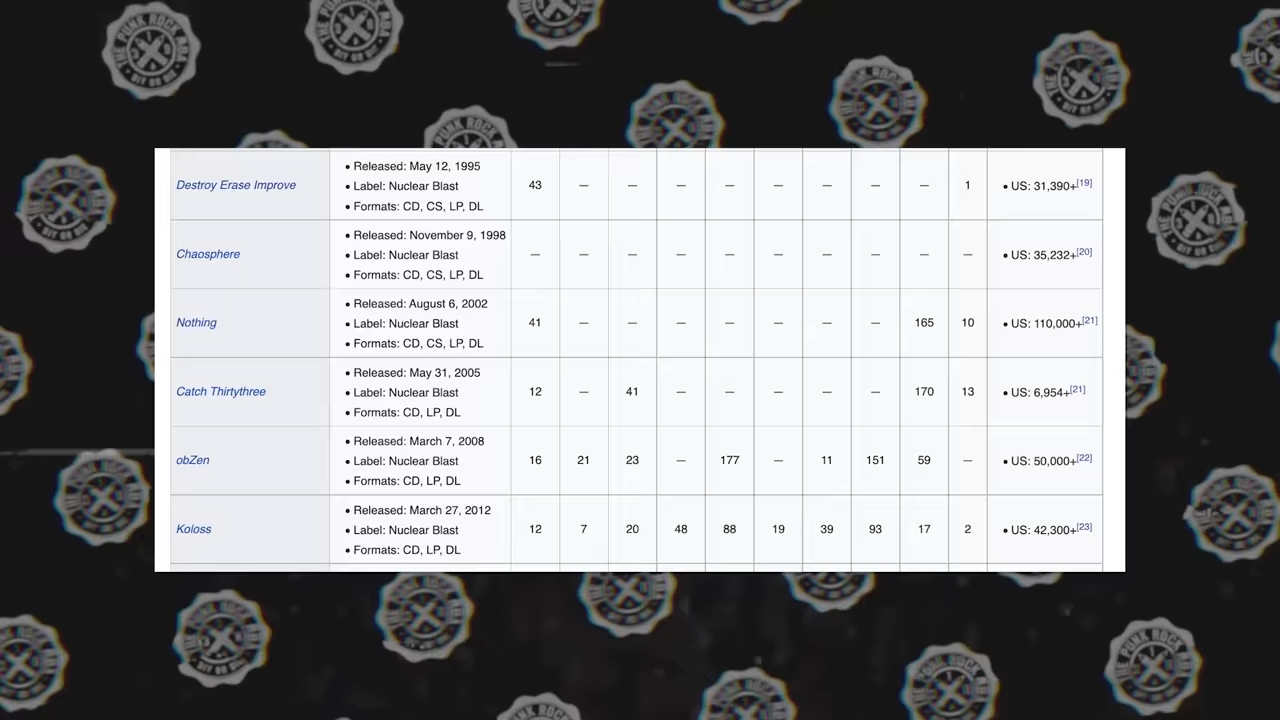 THE PUNK ROCK MBA
Destroy Erase Improve
• Released: May 12, 1995
• Label: Nuclear Blast
• Formats: CD, CS, LP, DL
43 — — — — — — — — 1
• US: 31,390+[19]
Chaosphere
• Released: November 9, 1998
• Label: Nuclear Blast
• Formats: CD, CS, LP, DL
— — — — — — — — — —
• US: 35,232+[20]
Nothing
• Released: August 6, 2002
• Label: Nuclear Blast
• Formats: CD, CS, LP, DL
41 — — — — — — — 165 10
• US: 110,000+[21]
Catch Thirtythree
• Released: May 31, 2005
• Label: Nuclear Blast
• Formats: CD, LP, DL
12 — 41 — — — — — 170 13
• US: 6,954+[21]
obZen
• Released: March 7, 2008
• Label: Nuclear Blast
• Formats: CD, LP, DL
16 21 23 — 177 — 11 151 59 —
• US: 50,000+[22]
Koloss
• Released: March 27, 2012
• Label: Nuclear Blast
• Formats: CD, LP, DL
12 7 20 48 88 19 39 93 17 2
• US: 42,300+[23]